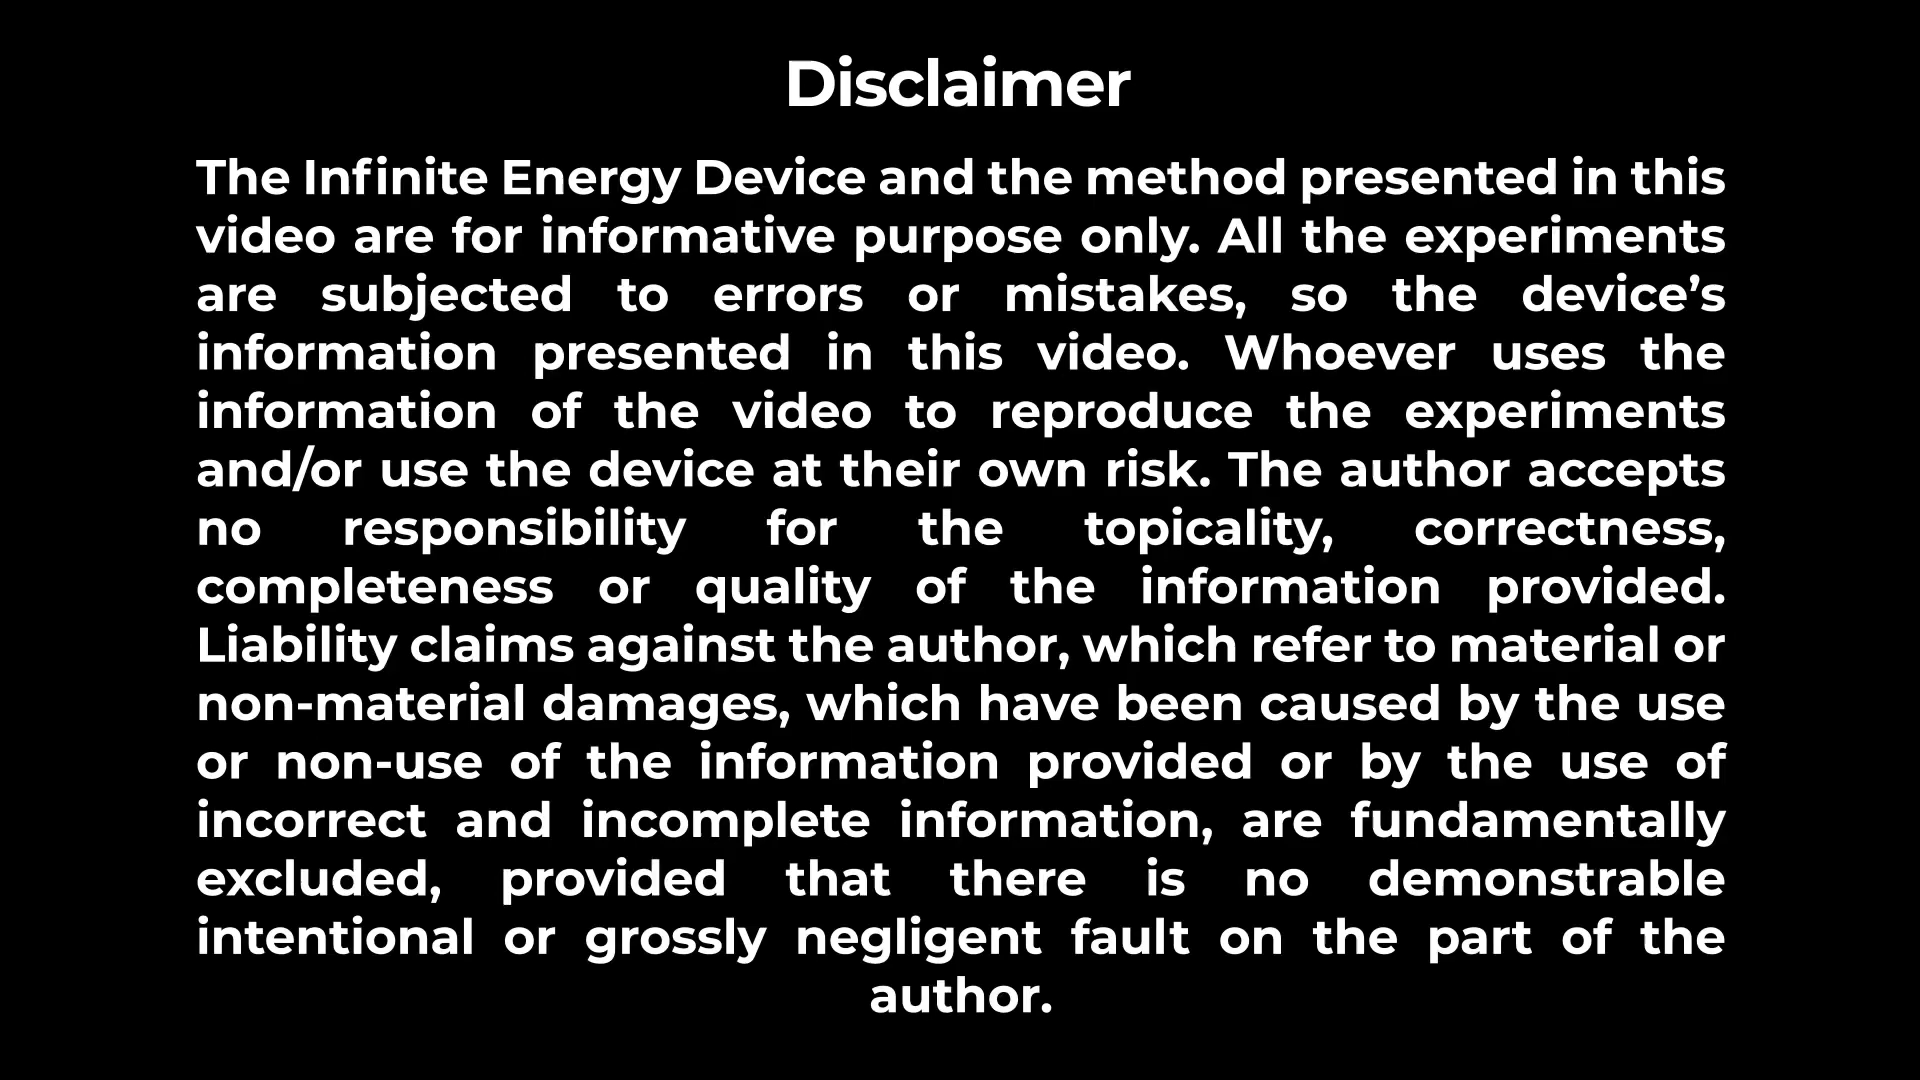 Disclaimer
The Infinite Energy Device and the method presented in this
video are for informative purpose only. All the experiments
are subjected to errors or mistakes, so the device’s
information presented in this video. Whoever uses the
information of the video to reproduce the experiments
and/or use the device at their own risk. The author accepts
no responsibility for the topicality, correctness,
completeness or quality of the information provided.
Liability claims against the author, which refer to material or
non-material damages, which have been caused by the use
or non-use of the information provided or by the use of
incorrect and incomplete information, are fundamentally
excluded, provided that there is no demonstrable
intentional or grossly negligent fault on the part of the
author.